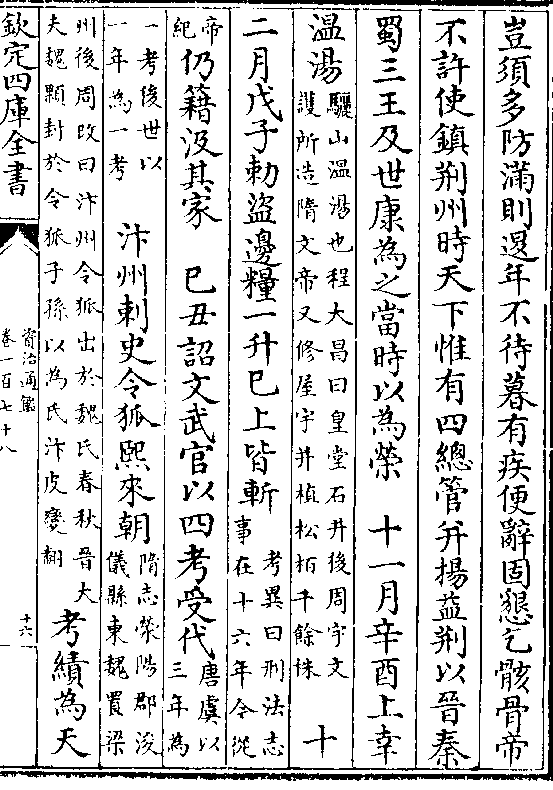 豈須多防滿則退年不待暮有疾便辭固懇乞骸骨帝
不許使鎮荆州時天下惟有四總管并揚益荆以晉秦
蜀三王及世康為之當時以為榮　十一月辛酉上幸
温湯驪山温湯也程大昌曰皇堂石井後周宇文護所造隋文帝又修屋宇并植松栢千餘株　十
二月戊子勅盜邊糧一升已上皆斬考異曰刑法志事在十六年今從
帝紀仍籍没其家　己丑詔文武官以四考受代唐虞以三年為
一考後世以一年為一考　汴州刺史令狐熙來朝隋志滎陽郡浚儀縣東魏置梁
州後周改曰汴州令狐出於魏氏春秋晉大夫魏顆封於令狐子孫以為氏汴皮變翻考績為天
欽定四庫全書
資治通鑑
卷一百七十八
十六